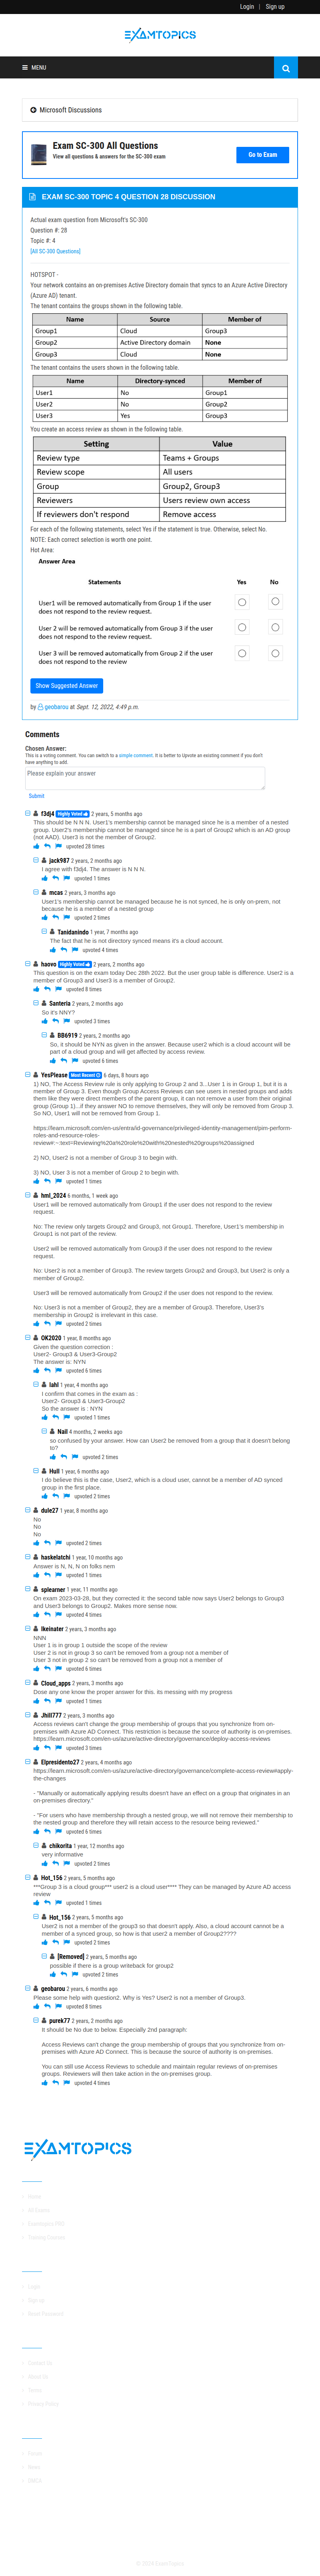 Login | Sign up
EXAMTOPICS
MENU
Microsoft Discussions
Exam SC-300 All Questions
View all questions & answers for the SC-300 exam
Go to Exam
EXAM SC-300 TOPIC 4 QUESTION 28 DISCUSSION
Actual exam question from Microsoft's SC-300
Question #: 28
Topic #: 4
[All SC-300 Questions]
HOTSPOT -
Your network contains an on-premises Active Directory domain that syncs to an Azure Active Directory
(Azure AD) tenant.
The tenant contains the groups shown in the following table.
Name Source Member of
Group1 Cloud Group3
Group2 Active Directory domain None
Group3 Cloud None
The tenant contains the users shown in the following table.
Name Directory-synced Member of
User1 No Group1
User2 No Group2
User3 Yes Group3
You create an access review as shown in the following table.
Setting Value
Review type Teams + Groups
Review scope All users
Group Group2, Group3
Reviewers Users review own access
If reviewers don't respond Remove access
For each of the following statements, select Yes if the statement is true. Otherwise, select No.
NOTE: Each correct selection is worth one point.
Hot Area:
Answer Area
Statements Yes No
User1 will be removed automatically from Group 1 if the user
does not respond to the review request.
User 2 will be removed automatically from Group 3 if the user
does not respond to the review request.
User 3 will be removed automatically from Group 2 if the user
does not respond to the review
Show Suggested Answer
by geobarou at Sept. 12, 2022, 4:49 p.m.
Comments
Chosen Answer:
This is a voting comment. You can switch to a simple comment. It is better to Upvote an existing comment if you don't
have anything to add.
Please explain your answer
Submit
f3dj4 Highly Voted 2 years, 5 months ago
This should be N N N. User1's membership cannot be managed since he is a member of a nested
group. User2's membership cannot be managed since he is a part of Group2 which is an AD group
(not AAD). User3 is not the member of Group2.
upvoted 28 times
jack987 2 years, 2 months ago
I agree with f3dj4. The answer is N N N.
upvoted 1 times
mcas 2 years, 3 months ago
User1's membership cannot be managed because he is not synced, he is only on-prem, not
because he is a member of a nested group
upvoted 2 times
Tanidanindo 1 year, 7 months ago
The fact that he is not directory synced means it's a cloud account.
upvoted 4 times
haovo Highly Voted 2 years, 2 months ago
This question is on the exam today Dec 28th 2022. But the user group table is difference. User2 is a
member of Group3 and User3 is a member of Group2.
upvoted 8 times
Santeria 2 years, 2 months ago
So it's NNY?
upvoted 3 times
BB6919 2 years, 2 months ago
So, it should be NYN as given in the answer. Because user2 which is a cloud account will be
part of a cloud group and will get affected by access review.
upvoted 6 times
YesPlease Most Recent 6 days, 8 hours ago
1) NO, The Access Review rule is only applying to Group 2 and 3...User 1 is in Group 1, but it is a
member of Group 3. Even though Group Access Reviews can see users in nested groups, it doesn't
mean that it treats them like they were direct members of the parent group and can remove a user from
group (Group 1)...if they answer NO to remove themselves, they will only be removed from Group 3.
So NO, User1 will not be removed from Group 1.
https://learn.microsoft.com/en-us/entra/id-governance/privileged-identity-management/pim-perform-
roles-and-resource-roles-
review#:~:text=Reviewing%20a%20role%20with%20nested%20groups%20assigned
2) NO, User2 is not a member of Group 3 to begin with.
3) NO, User 3 is not a member of Group 2 to begin with.
upvoted 1 times
hml_2024 6 months, 1 week ago
User1 will be removed automatically from Group1 if the user does not respond to the review
request.
No: The review only targets Group2 and Group3, not Group1. Therefore, User1's membership in
Group1 is not part of the review.
User2 will be removed automatically from Group3 if the user does not respond to the review
request.
No: User2 is not a member of Group3. The review targets Group2 and Group3, but User2 is only a
member of Group2.
User3 will be removed automatically from Group2 if the user does not respond to the review.
No: User3 is not a member of Group2, they are a member of Group3. Therefore, User3's
membership in Group2 is irrelevant in this case.
upvoted 2 times
OK2020 1 year, 8 months ago
Given the question correction :
User2- Group3 & User3-Group2
The answer is: NYN
upvoted 6 times
lahl 1 year, 4 months ago
I confirm that comes in the exam as :
User2- Group3 & User3-Group2
So the answer is : NYN
upvoted 1 times
Nail 4 months, 2 weeks ago
so confused by your answer. How can User2 be removed from a group that it doesn't belong
to?
upvoted 2 times
Hull 1 year, 6 months ago
I do believe this is the case, User2, which is a cloud user, cannot be a member of AD synced
group in the first place.
upvoted 2 times
dule27 1 year, 8 months ago
No
No
No
upvoted 2 times
haskelatchi 1 year, 10 months ago
Answer is N, N, N on folks nem
upvoted 1 times
splearner 1 year, 11 months ago
On exam 2023-03-28, but they corrected it: the second table now says User2 belongs to Group3
and User3 belongs to Group2. Makes more sense now.
upvoted 4 times
Ikeinater 2 years, 3 months ago
NNN
User 1 is in group 1 outside the scope of the review
User 2 is not in group 3 so can't be removed from a group not a member of
User 3 not in group 2 so can't be removed from a group not a member of
upvoted 6 times
Cloud_apps 2 years, 3 months ago
Dose any one know the proper answer for this. its messing with my progress
upvoted 1 times
Jhill777 2 years, 3 months ago
Access reviews can't change the group membership of groups that you synchronize from on-
premises with Azure AD Connect. This restriction is because the source of authority is on-premises.
https://learn.microsoft.com/en-us/azure/active-directory/governance/deploy-access-reviews
upvoted 3 times
Elpresidento27 2 years, 4 months ago
https://learn.microsoft.com/en-us/azure/active-directory/governance/complete-access-review#apply-
the-changes
- "Manually or automatically applying results doesn't have an effect on a group that originates in an
on-premises directory."
- "For users who have membership through a nested group, we will not remove their membership to
the nested group and therefore they will retain access to the resource being reviewed."
upvoted 6 times
chikorita 1 year, 12 months ago
very informative
upvoted 2 times
Hot_156 2 years, 5 months ago
***Group 3 is a cloud group*** user2 is a cloud user**** They can be managed by Azure AD Access
review
upvoted 1 times
Hot_156 2 years, 5 months ago
User2 is not a member of the group3 so that doesn't apply. Also, a cloud account cannot be a
member of a synced group, so how is that user2 a member of Group2????
upvoted 2 times
[Removed] 2 years, 5 months ago
possible if there is a group writeback for group2
upvoted 2 times
geobarou 2 years, 6 months ago
Please some help with question2. Why is Yes? User2 is not a member of Group3.
upvoted 8 times
purek77 2 years, 2 months ago
It should be No due to below. Especially 2nd paragraph:
Access Reviews can't change the group membership of groups that you synchronize from on-
premises with Azure AD Connect. This is because the source of authority is on-premises.
You can still use Access Reviews to schedule and maintain regular reviews of on-premises
groups. Reviewers will then take action in the on-premises group.
upvoted 4 times
EXAMTOPICS